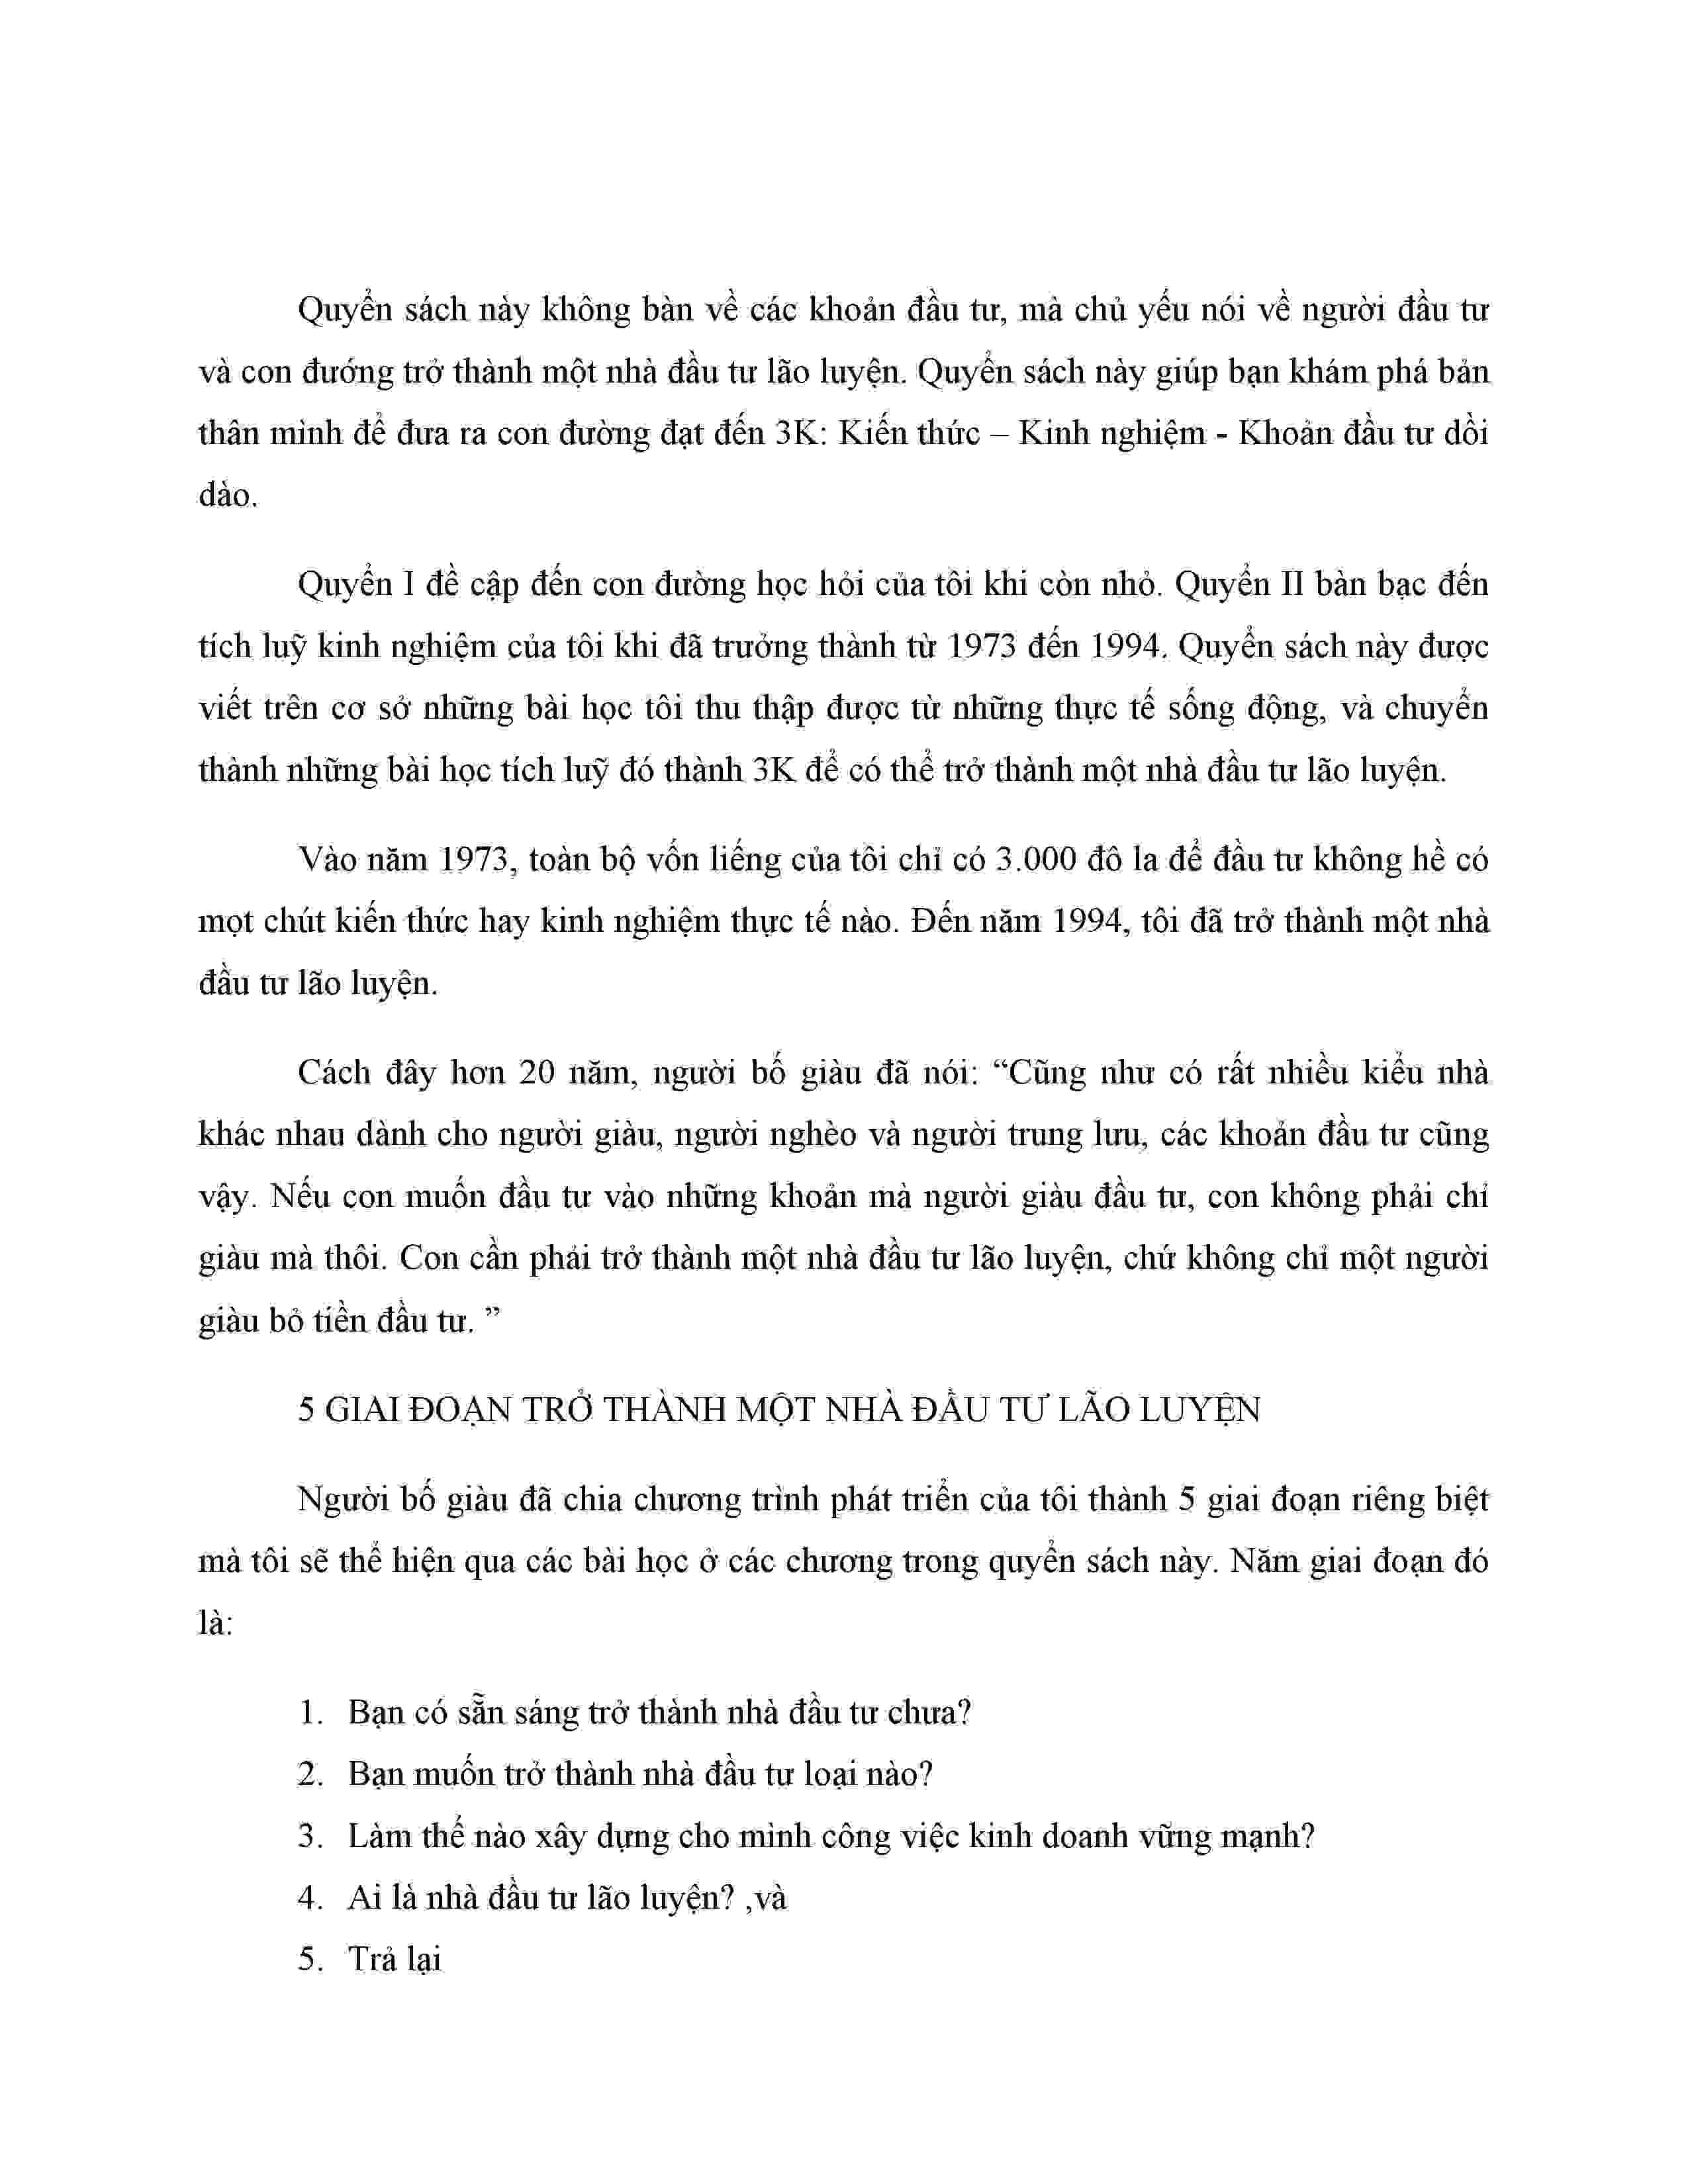 Quyển sách này không bàn về các khoản đầu tư, mà chủ yếu nói về người đầu tư
và con đướng trở thành một nhà đầu tư lão luyện. Quyển sách này giúp bạn khám phá bản
thân mình để đưa ra con đường đạt đến 3K: Kiến thức – Kinh nghiệm - Khoản đầu tư dồi
dào.
Quyển I đề cập đến con đường học hỏi của tôi khi còn nhỏ. Quyển II bàn bạc đến
tích luỹ kinh nghiệm của tôi khi đã trưởng thành từ 1973 đến 1994. Quyển sách này được
viết trên cơ sở những bài học tôi thu thập được từ những thực tế sống động, và chuyển
thành những bài học tích luỹ đó thành 3K để có thể trở thành một nhà đầu tư lão luyện.
Vào năm 1973, toàn bộ vốn liếng của tôi chỉ có 3.000 đô la để đầu tư không hề có
mọt chút kiến thức hay kinh nghiệm thực tế nào. Đến năm 1994, tôi đã trở thành một nhà
đầu tư lão luyện.
Cách đây hơn 20 năm, người bố giàu đã nói: “Cũng như có rất nhiều kiểu nhà
khác nhau dành cho người giàu, người nghèo và người trung lưu, các khoản đầu tư cũng
vậy. Nếu con muốn đầu tư vào những khoản mà người giàu đầu tư, con không phải chỉ
giàu mà thôi. Con cần phải trở thành một nhà đầu tư lão luyện, chứ không chỉ một người
giàu bỏ tiền đầu tư. ”
5 GIAI ĐOẠN TRỞ THÀNH MỘT NHÀ ĐẦU TƯ LÃO LUYỆN
Người bố giàu đã chia chương trình phát triển của tôi thành 5 giai đoạn riêng biệt
mà tôi sẽ thể hiện qua các bài học ở các chương trong quyển sách này. Năm giai đoạn đó
là:
1. Bạn có sẵn sáng trở thành nhà đầu tư chưa?
2. Bạn muốn trở thành nhà đầu tư loại nào?
3. Làm thế nào xây dựng cho mình công việc kinh doanh vững mạnh?
4. Ai là nhà đầu tư lão luyện? ,và
5. Trả lại